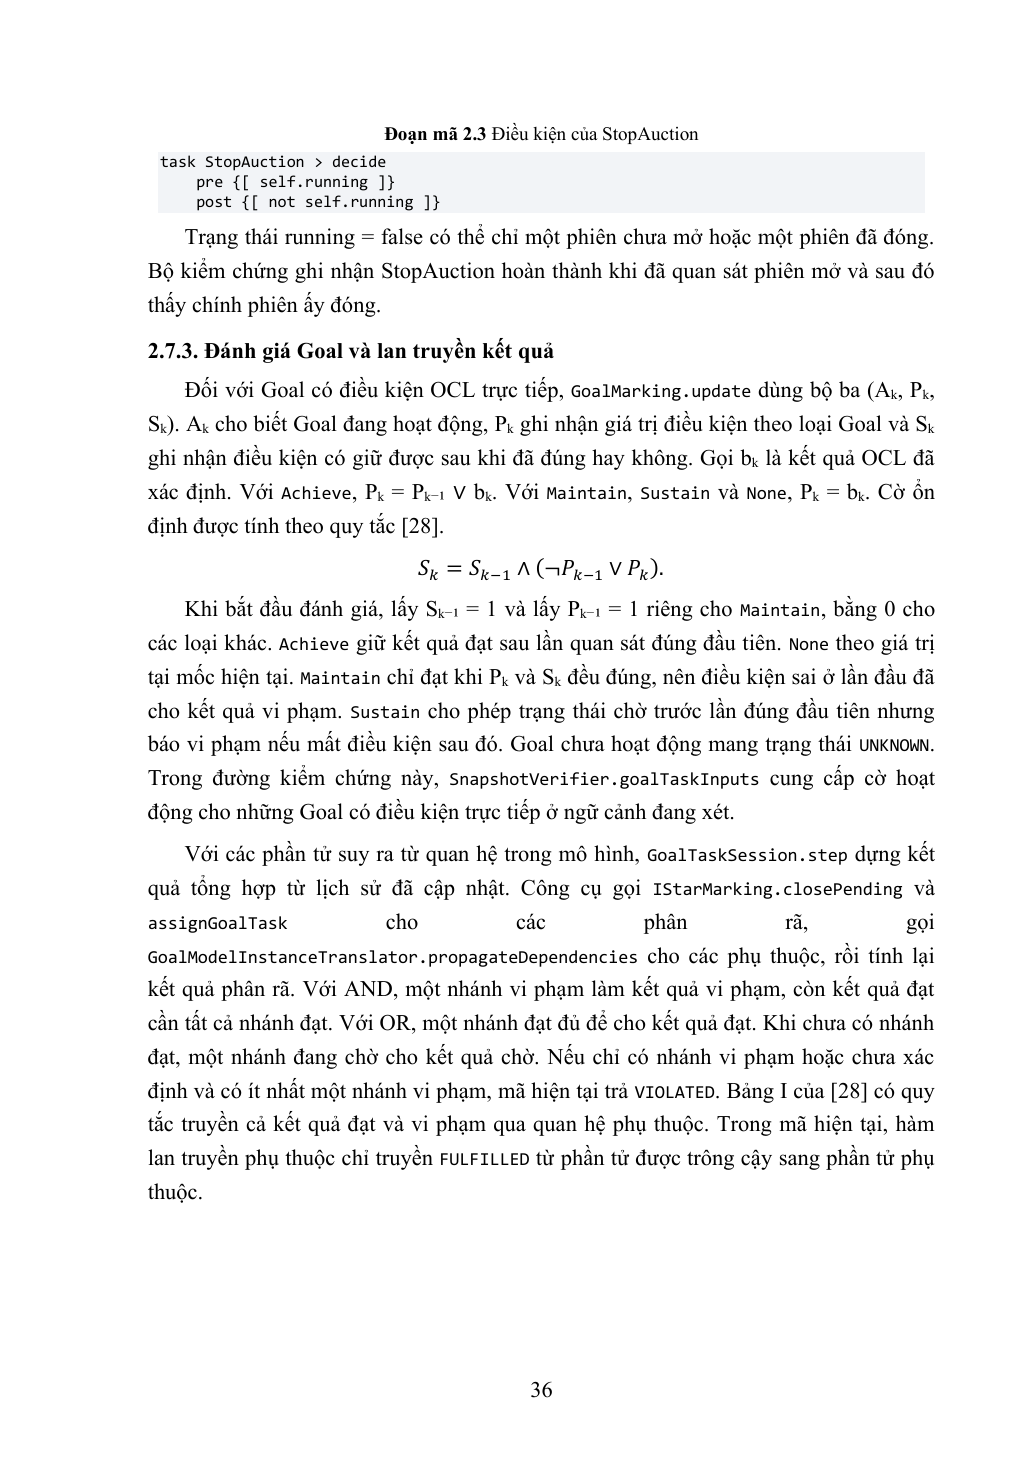 Đoạn mã 2.3 Điều kiện của StopAuction
task StopAuction > decide
    pre {[ self.running ]}
    post {[ not self.running ]}
Trạng thái running = false có thể chỉ một phiên chưa mở hoặc một phiên đã đóng.
Bộ kiểm chứng ghi nhận StopAuction hoàn thành khi đã quan sát phiên mở và sau đó
thấy chính phiên ấy đóng.
2.7.3. Đánh giá Goal và lan truyền kết quả
Đối với Goal có điều kiện OCL trực tiếp, GoalMarking.update dùng bộ ba (Aₖ, Pₖ,
Sₖ). Aₖ cho biết Goal đang hoạt động, Pₖ ghi nhận giá trị điều kiện theo loại Goal và Sₖ
ghi nhận điều kiện có giữ được sau khi đã đúng hay không. Gọi bₖ là kết quả OCL đã
xác định. Với Achieve, Pₖ = Pₖ₋₁ ∨ bₖ. Với Maintain, Sustain và None, Pₖ = bₖ. Cờ ổn
định được tính theo quy tắc [28].
Sₖ = Sₖ₋₁ ∧ (¬Pₖ₋₁ ∨ Pₖ).
Khi bắt đầu đánh giá, lấy Sₖ₋₁ = 1 và lấy Pₖ₋₁ = 1 riêng cho Maintain, bằng 0 cho
các loại khác. Achieve giữ kết quả đạt sau lần quan sát đúng đầu tiên. None theo giá trị
tại mốc hiện tại. Maintain chỉ đạt khi Pₖ và Sₖ đều đúng, nên điều kiện sai ở lần đầu đã
cho kết quả vi phạm. Sustain cho phép trạng thái chờ trước lần đúng đầu tiên nhưng
báo vi phạm nếu mất điều kiện sau đó. Goal chưa hoạt động mang trạng thái UNKNOWN.
Trong đường kiểm chứng này, SnapshotVerifier.goalTaskInputs cung cấp cờ hoạt
động cho những Goal có điều kiện trực tiếp ở ngữ cảnh đang xét.
Với các phần tử suy ra từ quan hệ trong mô hình, GoalTaskSession.step dựng kết
quả tổng hợp từ lịch sử đã cập nhật. Công cụ gọi IStarMarking.closePending và
assignGoalTask cho các phân rã, gọi
GoalModelInstanceTranslator.propagateDependencies cho các phụ thuộc, rồi tính lại
kết quả phân rã. Với AND, một nhánh vi phạm làm kết quả vi phạm, còn kết quả đạt
cần tất cả nhánh đạt. Với OR, một nhánh đạt đủ để cho kết quả đạt. Khi chưa có nhánh
đạt, một nhánh đang chờ cho kết quả chờ. Nếu chỉ có nhánh vi phạm hoặc chưa xác
định và có ít nhất một nhánh vi phạm, mã hiện tại trả VIOLATED. Bảng I của [28] có quy
tắc truyền cả kết quả đạt và vi phạm qua quan hệ phụ thuộc. Trong mã hiện tại, hàm
lan truyền phụ thuộc chỉ truyền FULFILLED từ phần tử được trông cậy sang phần tử phụ
thuộc.
36